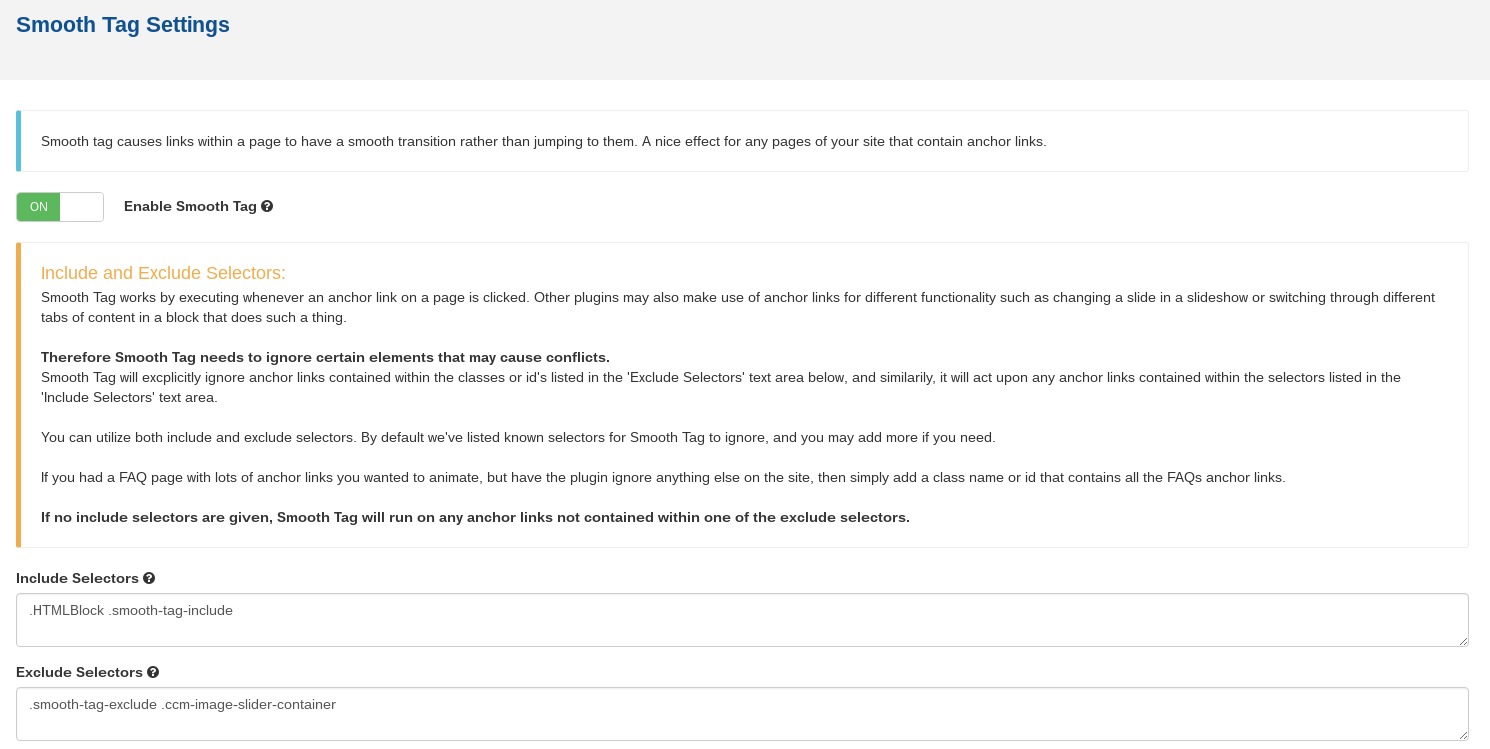 Smooth Tag Settings
Smooth tag causes links within a page to have a smooth transition rather than jumping to them. A nice effect for any pages of your site that contain anchor links.
ON
Enable Smooth Tag
Include and Exclude Selectors:
Smooth Tag works by executing whenever an anchor link on a page is clicked. Other plugins may also make use of anchor links for different functionality such as changing a slide in a slideshow or switching through different
tabs of content in a block that does such a thing.
Therefore Smooth Tag needs to ignore certain elements that may cause conflicts.
Smooth Tag will excplicitly ignore anchor links contained within the classes or id's listed in the 'Exclude Selectors' text area below, and similarily, it will act upon any anchor links contained within the selectors listed in the
'Include Selectors' text area.
You can utilize both include and exclude selectors. By default we've listed known selectors for Smooth Tag to ignore, and you may add more if you need.
If you had a FAQ page with lots of anchor links you wanted to animate, but have the plugin ignore anything else on the site, then simply add a class name or id that contains all the FAQs anchor links.
If no include selectors are given, Smooth Tag will run on any anchor links not contained within one of the exclude selectors.
Include Selectors
.HTMLBlock .smooth-tag-include
Exclude Selectors
.smooth-tag-exclude .ccm-image-slider-container